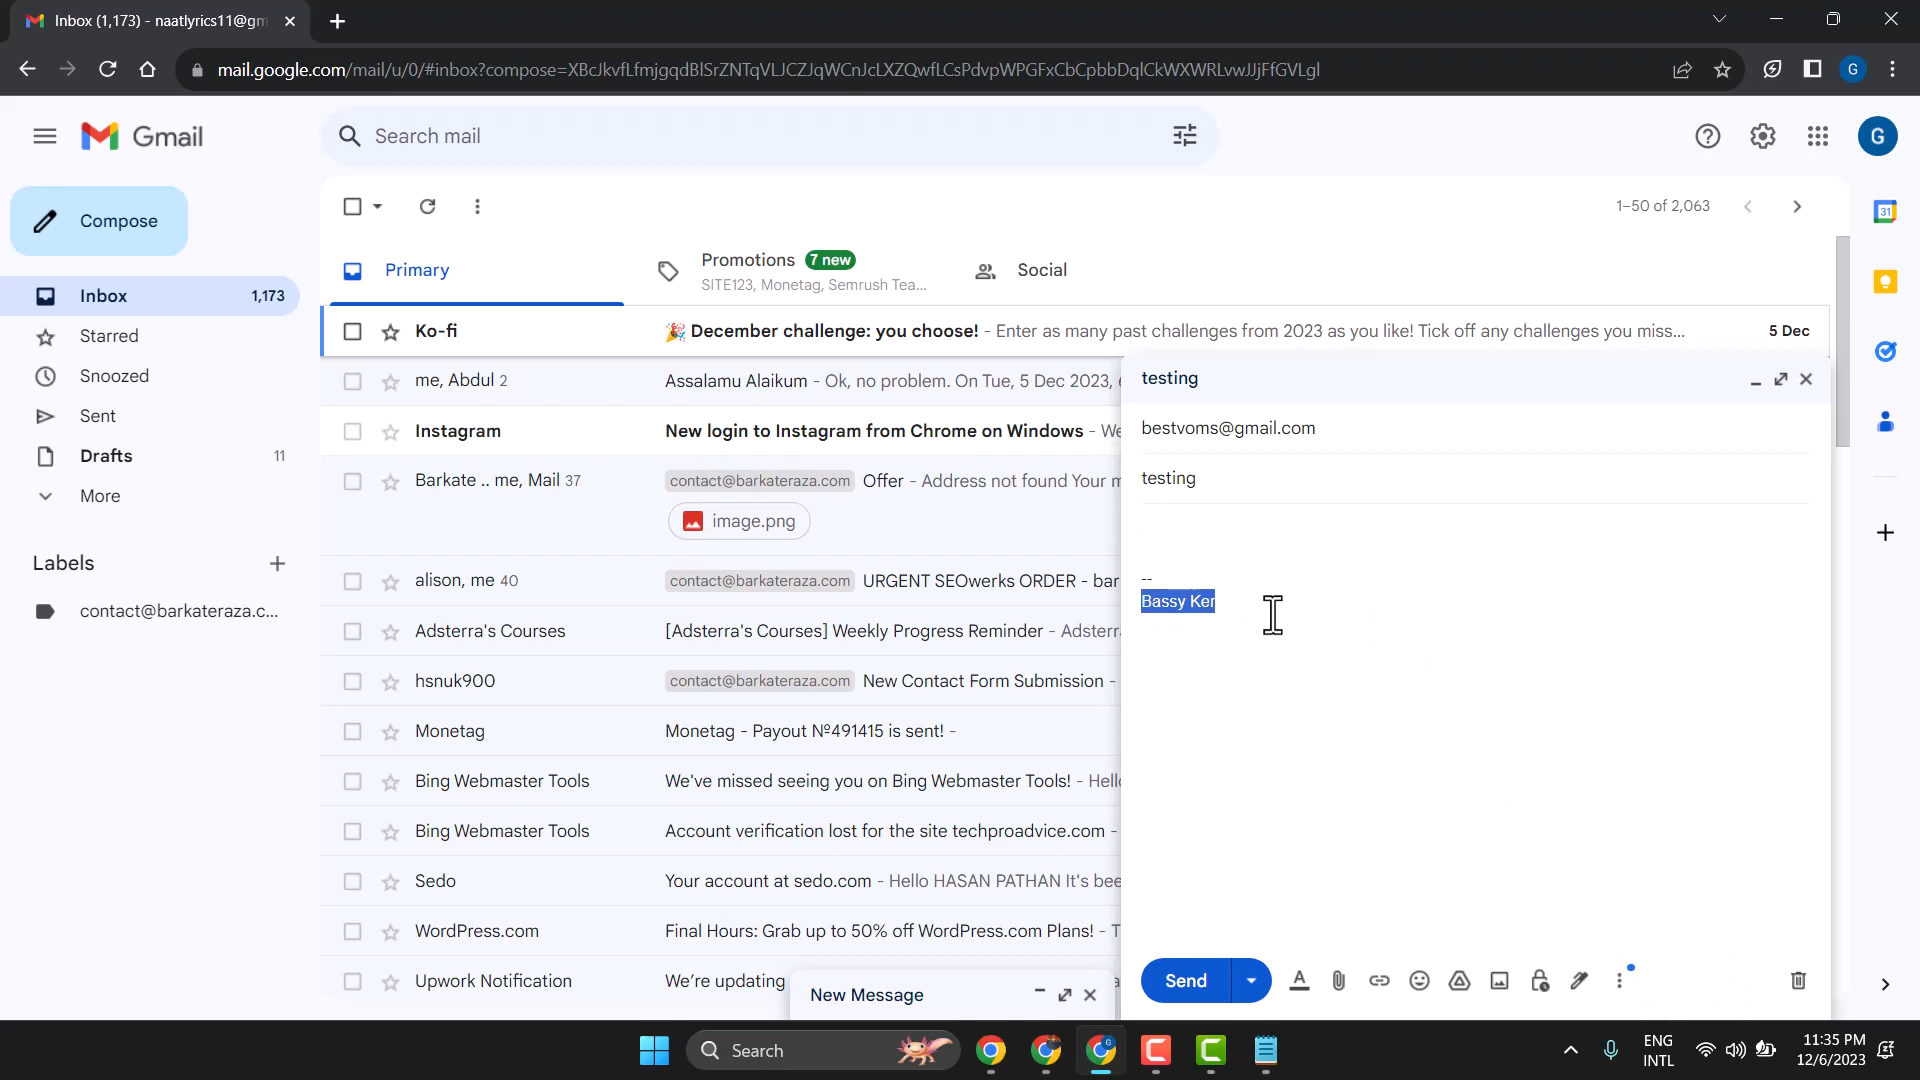 Inbox (1,173) - naatlyrics11@gm
mail.google.com/mail/u/0/#inbox?compose=XBcJkvfLfmjgqdBlSrZNTqVLJCZJqWCnJcLXZQwfLCsPdvpWPGFxCbCpbbDqlCkWXWRLvwJJjFfGVLgl
G
Gmail
Search mail
G
Compose
1–50 of 2,063
31
Primary
Promotions 7 new
SITE123, Monetag, Semrush Tea...
Social
Inbox 1,173
Starred
Snoozed
Sent
Drafts 11
More
Labels
contact@barkateraza.c...
Ko-fi 🎉 December challenge: you choose! - Enter as many past challenges from 2023 as you like! Tick off any challenges you miss... 5 Dec
me, Abdul 2 Assalamu Alaikum - Ok, no problem. On Tue, 5 Dec 2023,
Instagram New login to Instagram from Chrome on Windows - We
Barkate .. me, Mail 37 contact@barkateraza.com Offer - Address not found Your m
image.png
alison, me 40 contact@barkateraza.com URGENT SEOwerks ORDER - bar
Adsterra's Courses [Adsterra's Courses] Weekly Progress Reminder - Adsterra
hsnuk900 contact@barkateraza.com New Contact Form Submission -
Monetag Monetag - Payout №491415 is sent! -
Bing Webmaster Tools We've missed seeing you on Bing Webmaster Tools! - Hello
Bing Webmaster Tools Account verification lost for the site techproadvice.com -
Sedo Your account at sedo.com - Hello HASAN PATHAN It's bee
WordPress.com Final Hours: Grab up to 50% off WordPress.com Plans! - T
Upwork Notification We're updating
New Message
testing
bestvoms@gmail.com
testing
--
Bassy Ker
Send
Search
ENG
INTL
11:35 PM
12/6/2023